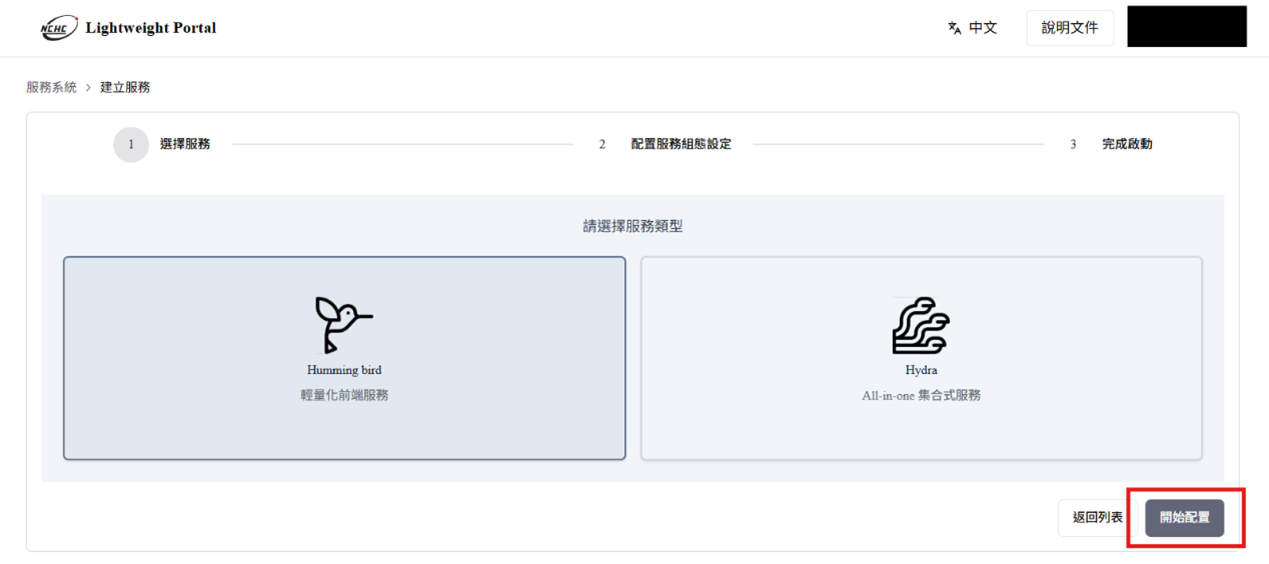 NCHC Lightweight Portal
中文
說明文件
服務系統 > 建立服務
1 選擇服務
2 配置服務組態設定
3 完成啟動
請選擇服務類型
Humming bird
輕量化前端服務
Hydra
All-in-one 集合式服務
返回列表
開始配置